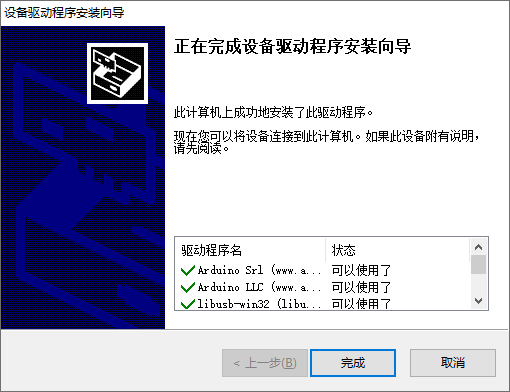 设备驱动程序安装向导
正在完成设备驱动程序安装向导
此计算机上成功地安装了此驱动程序。
现在您可以将设备连接到此计算机。如果此设备附有说明，
请先阅读。
驱动程序名 状态
Arduino Srl (www.a... 可以使用了
Arduino LLC (www.a... 可以使用了
libusb-win32 (libu... 可以使用了
< 上一步(B) 完成 取消